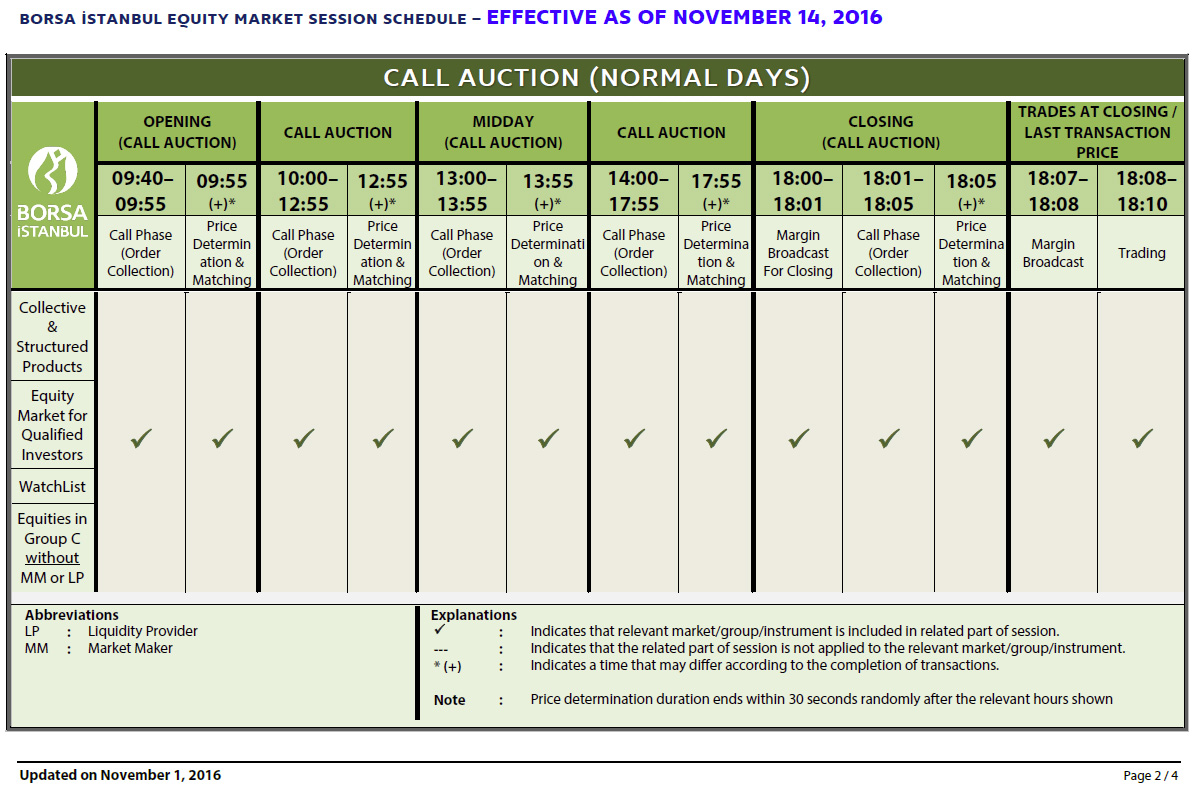 BORSA İSTANBUL EQUITY MARKET SESSION SCHEDULE – EFFECTIVE AS OF NOVEMBER 14, 2016
CALL AUCTION (NORMAL DAYS)
BORSA
İSTANBUL
OPENING
(CALL AUCTION)
CALL AUCTION
MIDDAY
(CALL AUCTION)
CALL AUCTION
CLOSING
(CALL AUCTION)
TRADES AT CLOSING /
LAST TRANSACTION
PRICE
09:40–
09:55
09:55
(+)*
10:00–
12:55
12:55
(+)*
13:00–
13:55
13:55
(+)*
14:00–
17:55
17:55
(+)*
18:00–
18:01
18:01–
18:05
18:05
(+)*
18:07–
18:08
18:08–
18:10
Call Phase
(Order
Collection)
Price
Determin
ation &
Matching
Call Phase
(Order
Collection)
Price
Determin
ation &
Matching
Call Phase
(Order
Collection)
Price
Determinati
on &
Matching
Call Phase
(Order
Collection)
Price
Determina
tion &
Matching
Margin
Broadcast
For Closing
Call Phase
(Order
Collection)
Price
Determina
tion &
Matching
Margin
Broadcast
Trading
Collective
&
Structured
Products
Equity
Market for
Qualified
Investors
✓ ✓ ✓ ✓ ✓ ✓ ✓ ✓ ✓ ✓ ✓ ✓ ✓
WatchList
Equities in
Group C
without
MM or LP
Abbreviations
LP : Liquidity Provider
MM : Market Maker
Explanations
✓ : Indicates that relevant market/group/instrument is included in related part of session.
--- : Indicates that the related part of session is not applied to the relevant market/group/instrument.
* (+) : Indicates a time that may differ according to the completion of transactions.
Note : Price determination duration ends within 30 seconds randomly after the relevant hours shown
Updated on November 1, 2016
Page 2 / 4